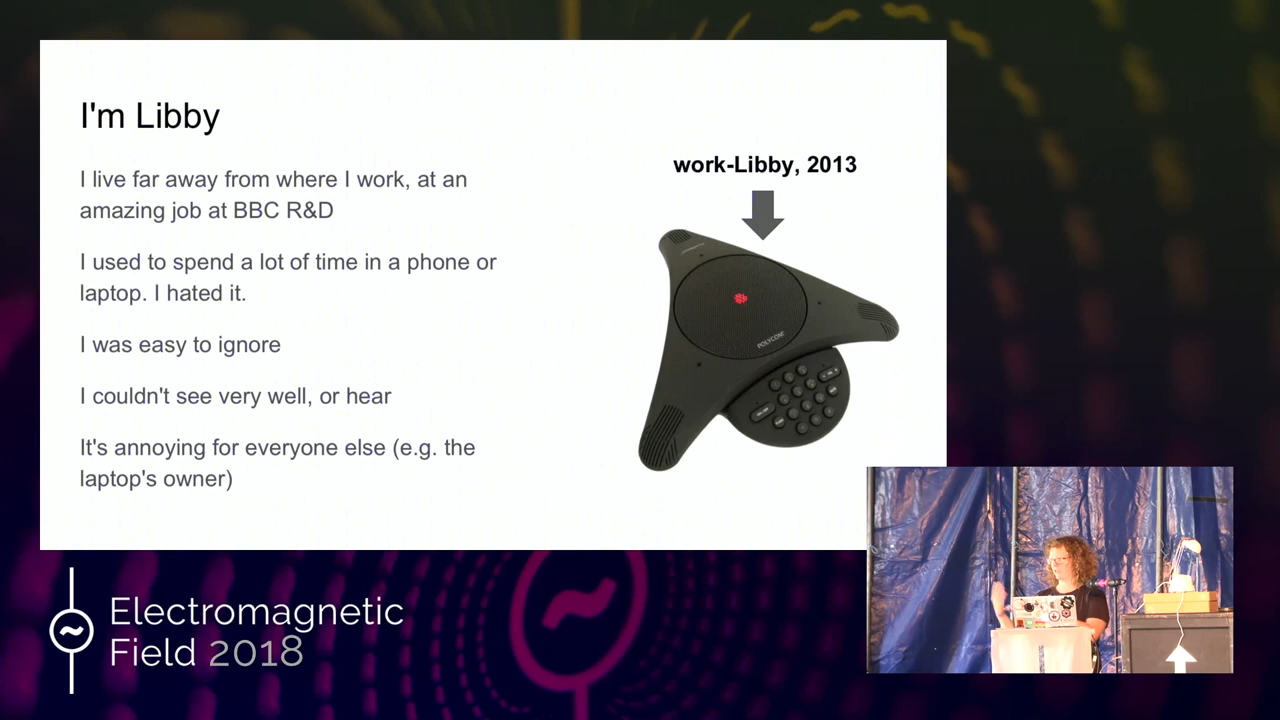 I'm Libby
I live far away from where I work, at an
amazing job at BBC R&D
I used to spend a lot of time in a phone or
laptop. I hated it.
I was easy to ignore
I couldn't see very well, or hear
It's annoying for everyone else (e.g. the
laptop's owner)
work-Libby, 2013
POLYCOM
Electromagnetic
Field 2018